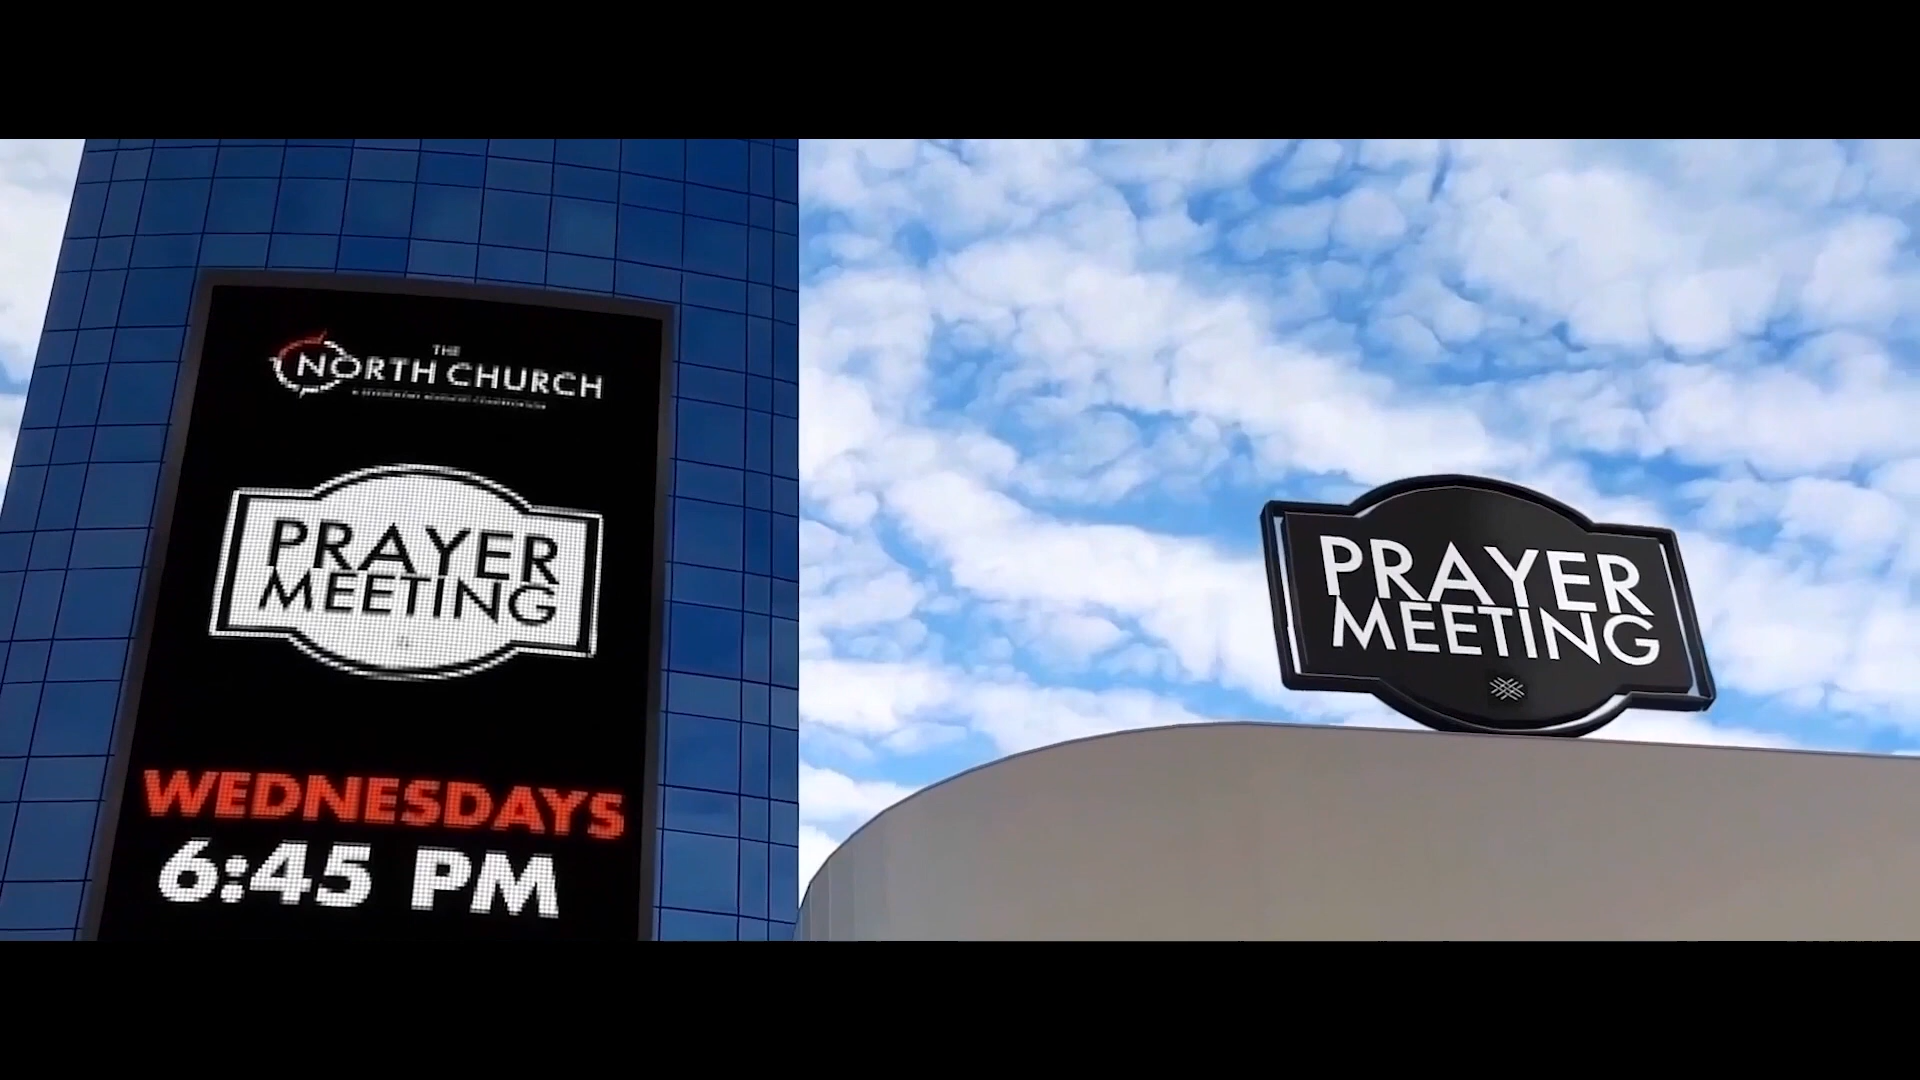 THE
NORTH CHURCH
PRAYER
MEETING
WEDNESDAYS
6:45 PM
PRAYER
MEETING